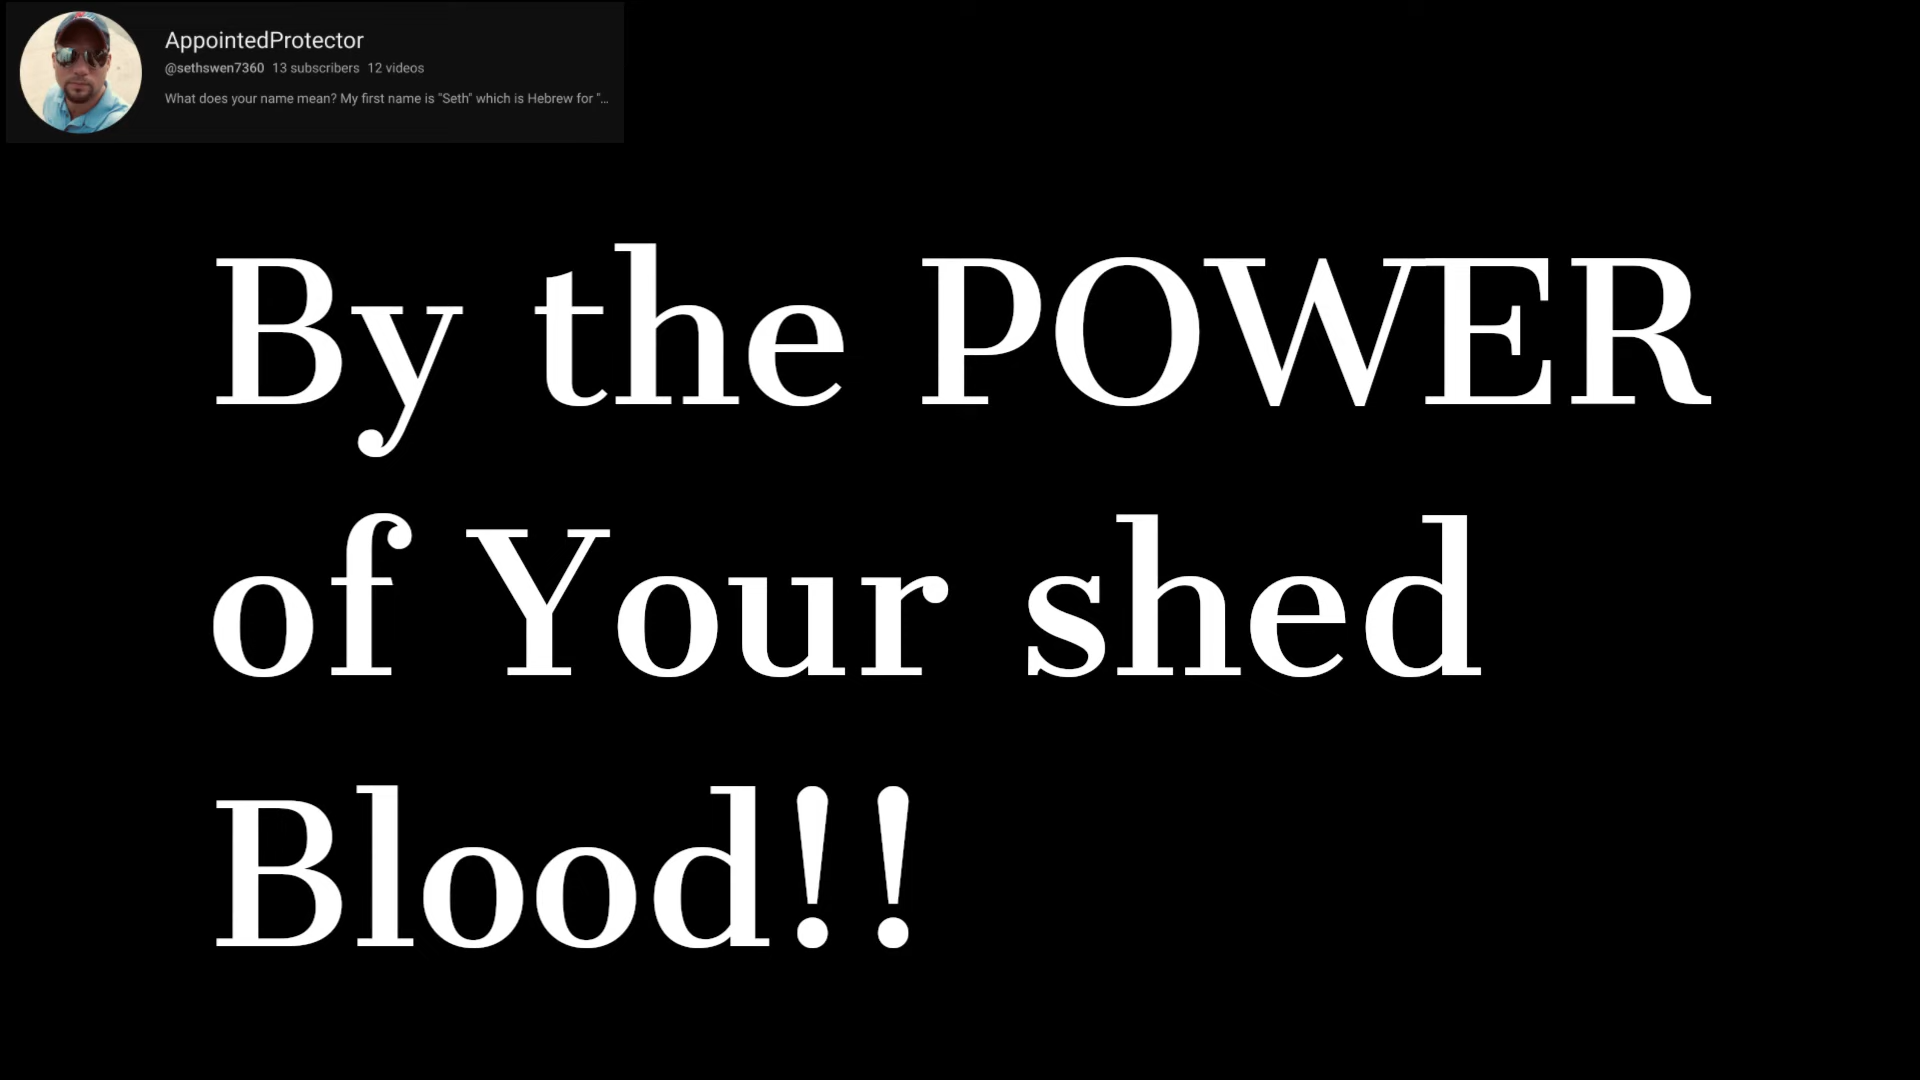 AppointedProtector
@sethswen7360 13 subscribers 12 videos
What does your name mean? My first name is "Seth" which is Hebrew for "...
By the POWER
of Your shed
Blood!!